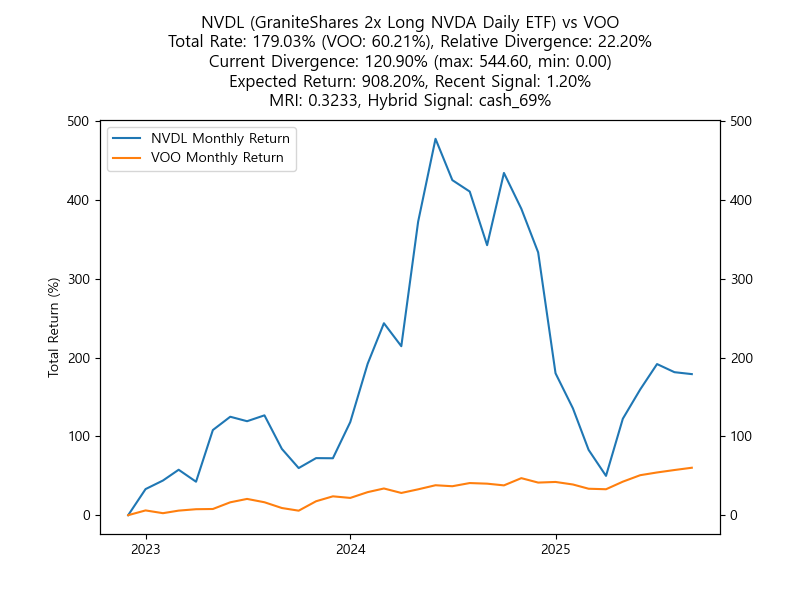 NVDL (GraniteShares 2x Long NVDA Daily ETF) vs VOO
Total Rate: 179.03% (VOO: 60.21%), Relative Divergence: 22.20%
Current Divergence: 120.90% (max: 544.60, min: 0.00)
Expected Return: 908.20%, Recent Signal: 1.20%
MRI: 0.3233, Hybrid Signal: cash_69%
NVDL Monthly Return
VOO Monthly Return
Total Return (%)
500
400
300
200
100
0
500
400
300
200
100
0
2023
2024
2025